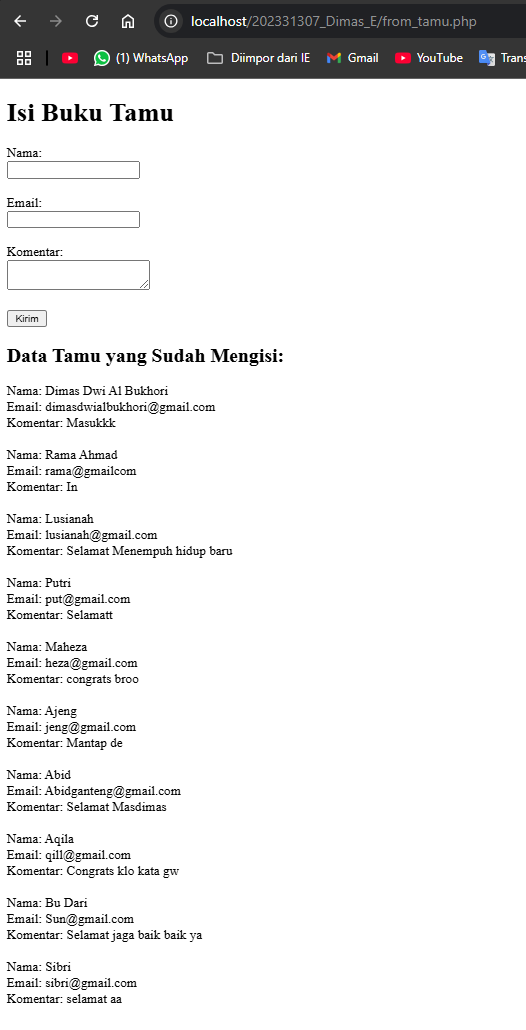 localhost/202331307_Dimas_E/from_tamu.php
(1) WhatsApp Diimpor dari IE Gmail YouTube Trans
Isi Buku Tamu
Nama:
Email:
Komentar:
Kirim
Data Tamu yang Sudah Mengisi:
Nama: Dimas Dwi Al Bukhori
Email: dimasdwialbukhori@gmail.com
Komentar: Masukkk
Nama: Rama Ahmad
Email: rama@gmailcom
Komentar: In
Nama: Lusianah
Email: lusianah@gmail.com
Komentar: Selamat Menempuh hidup baru
Nama: Putri
Email: put@gmail.com
Komentar: Selamatt
Nama: Maheza
Email: heza@gmail.com
Komentar: congrats broo
Nama: Ajeng
Email: jeng@gmail.com
Komentar: Mantap de
Nama: Abid
Email: Abidganteng@gmail.com
Komentar: Selamat Masdimas
Nama: Aqila
Email: qill@gmail.com
Komentar: Congrats klo kata gw
Nama: Bu Dari
Email: Sun@gmail.com
Komentar: Selamat jaga baik baik ya
Nama: Sibri
Email: sibri@gmail.com
Komentar: selamat aa